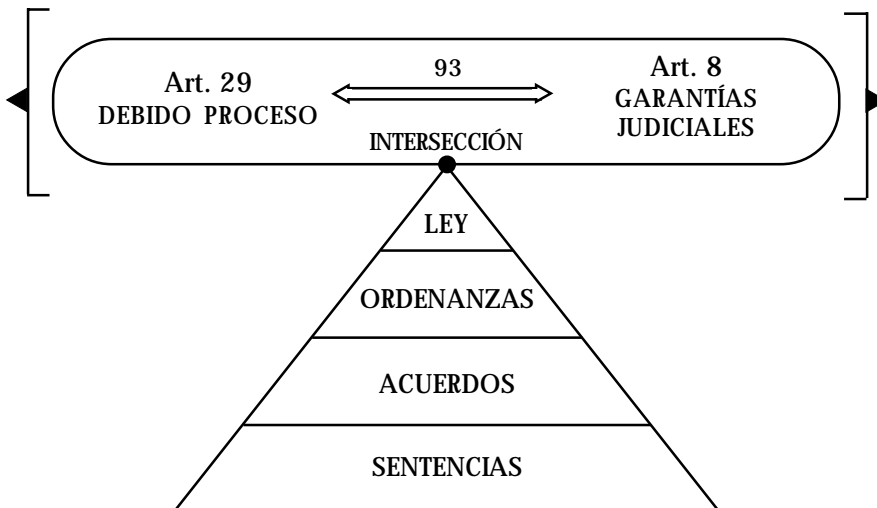 Art. 29
DEBIDO PROCESO
93
Art. 8
GARANTÍAS
JUDICIALES
INTERSECCIÓN
LEY
ORDENANZAS
ACUERDOS
SENTENCIAS